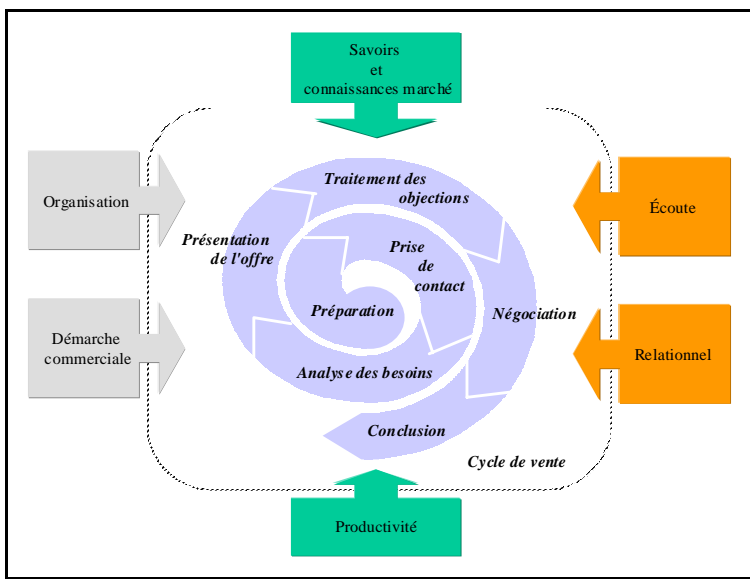 Savoirs
et
connaissances marché
Organisation
Démarche
commerciale
Écoute
Relationnel
Traitement des
objections
Présentation
de l'offre
Prise
de
contact
Préparation
Négociation
Analyse des besoins
Conclusion
Cycle de vente
Productivité